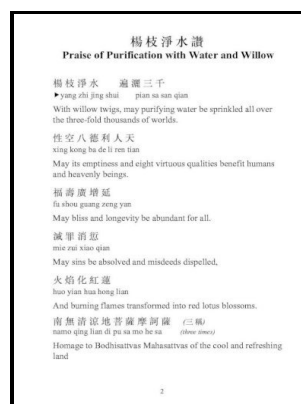 楊枝淨水讚
Praise of Purification with Water and Willow
楊枝淨水 遍灑三千
►yang zhi jing shui pian sa san qian
With willow twigs, may purifying water be sprinkled all over
the three-fold thousands of worlds.
性空八德利人天
xing kong ba de li ren tian
May its emptiness and eight virtuous qualities benefit humans
and heavenly beings.
福壽廣增延
fu shou guang zeng yan
May bliss and longevity be abundant for all.
滅罪消愆
mie zui xiao qian
May sins be absolved and misdeeds dispelled,
火焰化紅蓮
huo yian hua hong lian
And burning flames transformed into red lotus blossoms.
南無清涼地菩薩摩訶薩 (三稱)
namo qing lian di pu sa mo he sa (three times)
Homage to Bodhisattvas Mahasattvas of the cool and refreshing
land
2